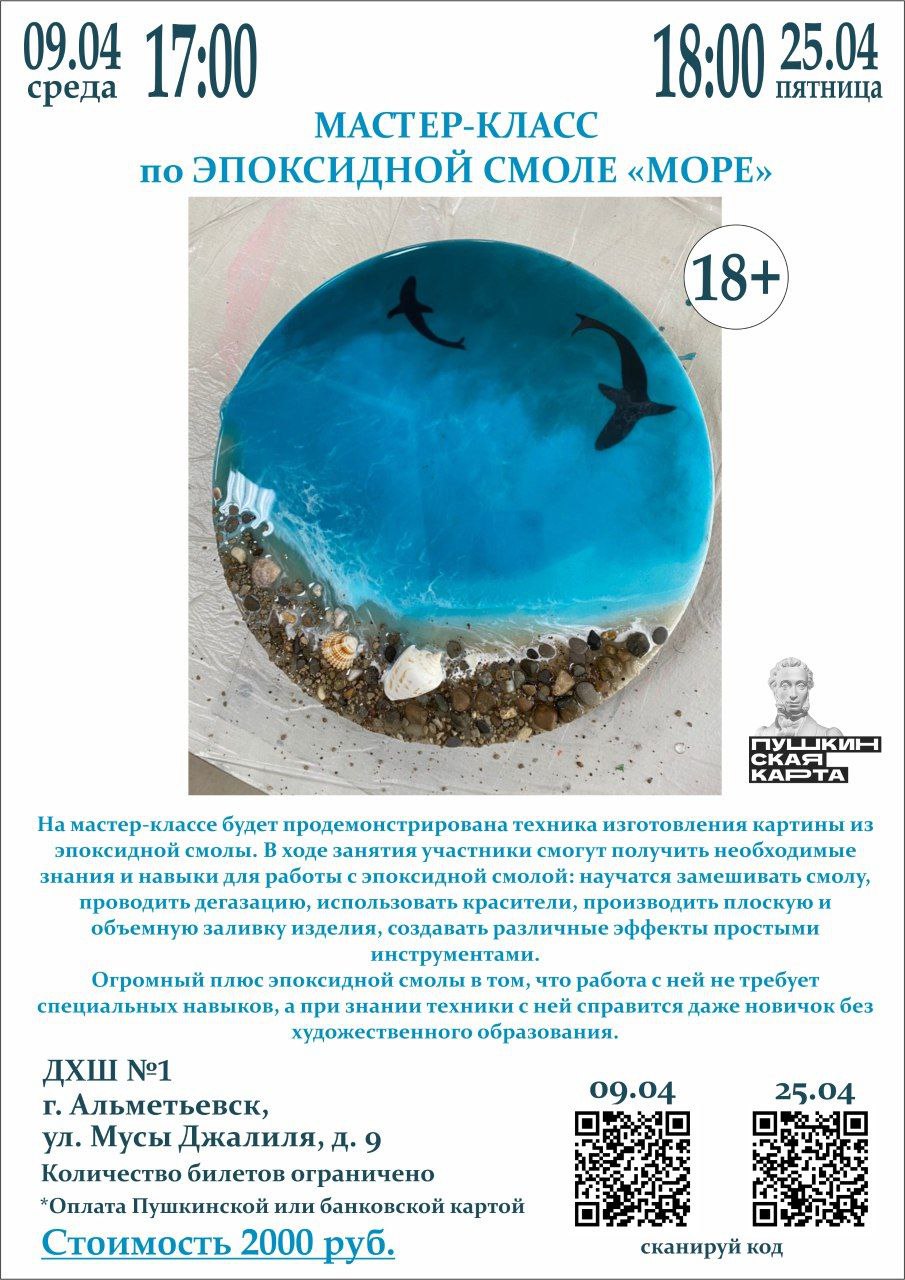 09.04 17:00
среда
18:00 25.04
пятница
МАСТЕР-КЛАСС
по ЭПОКСИДНОЙ СМОЛЕ «МОРЕ»
18+
ПУШКИН
СКАЯ
КАРТА
На мастер-классе будет продемонстрирована техника изготовления картины из
эпоксидной смолы. В ходе занятия участники смогут получить необходимые
знания и навыки для работы с эпоксидной смолой: научатся замешивать смолу,
проводить дегазацию, использовать красители, производить плоскую и
объемную заливку изделия, создавать различные эффекты простыми
инструментами.
Огромный плюс эпоксидной смолы в том, что работа с ней не требует
специальных навыков, а при знании техники с ней справится даже новичок без
художественного образования.
ДХШ №1
г. Альметьевск,
ул. Мусы Джалиля, д. 9
Количество билетов ограничено
*Оплата Пушкинской или банковской картой
Стоимость 2000 руб.
09.04
25.04
сканируй код